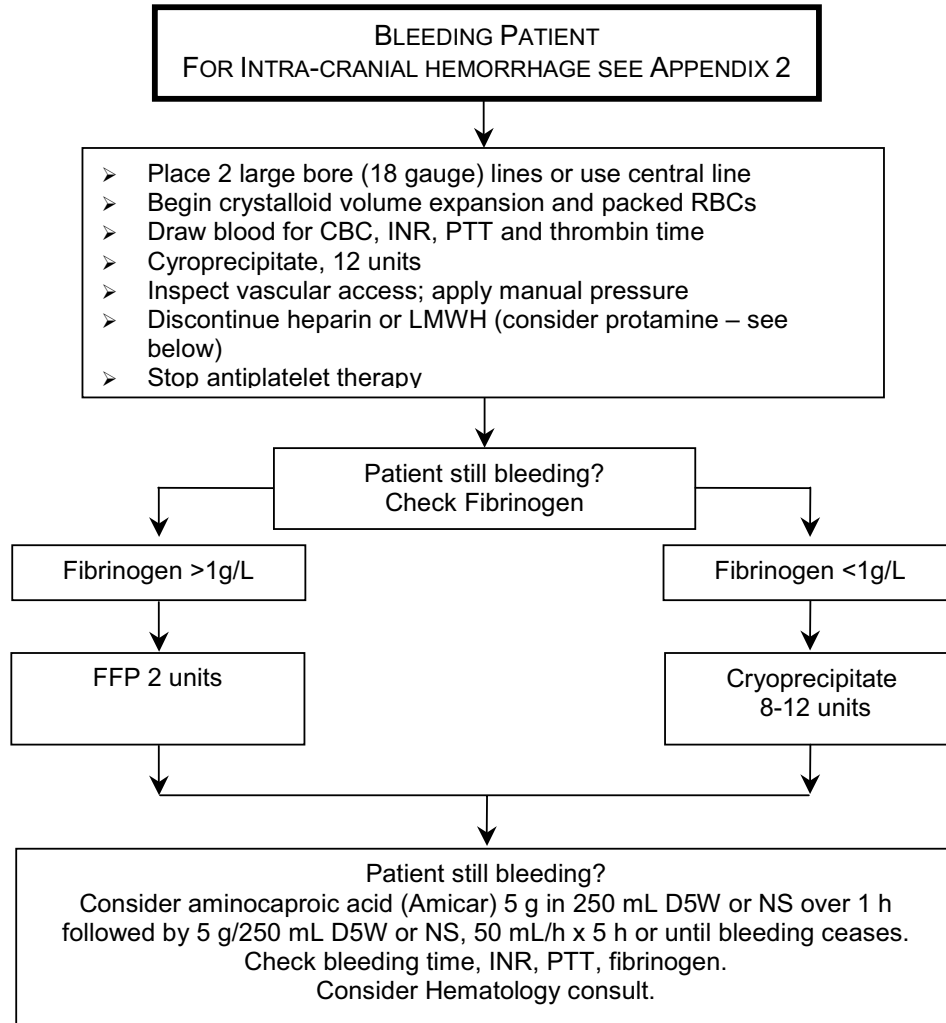 BLEEDING PATIENT
FOR INTRA-CRANIAL HEMORRHAGE SEE APPENDIX 2
➢ Place 2 large bore (18 gauge) lines or use central line
➢ Begin crystalloid volume expansion and packed RBCs
➢ Draw blood for CBC, INR, PTT and thrombin time
➢ Cyroprecipitate, 12 units
➢ Inspect vascular access; apply manual pressure
➢ Discontinue heparin or LMWH (consider protamine – see
below)
➢ Stop antiplatelet therapy
Patient still bleeding?
Check Fibrinogen
Fibrinogen >1g/L
Fibrinogen <1g/L
FFP 2 units
Cryoprecipitate
8-12 units
Patient still bleeding?
Consider aminocaproic acid (Amicar) 5 g in 250 mL D5W or NS over 1 h
followed by 5 g/250 mL D5W or NS, 50 mL/h x 5 h or until bleeding ceases.
Check bleeding time, INR, PTT, fibrinogen.
Consider Hematology consult.